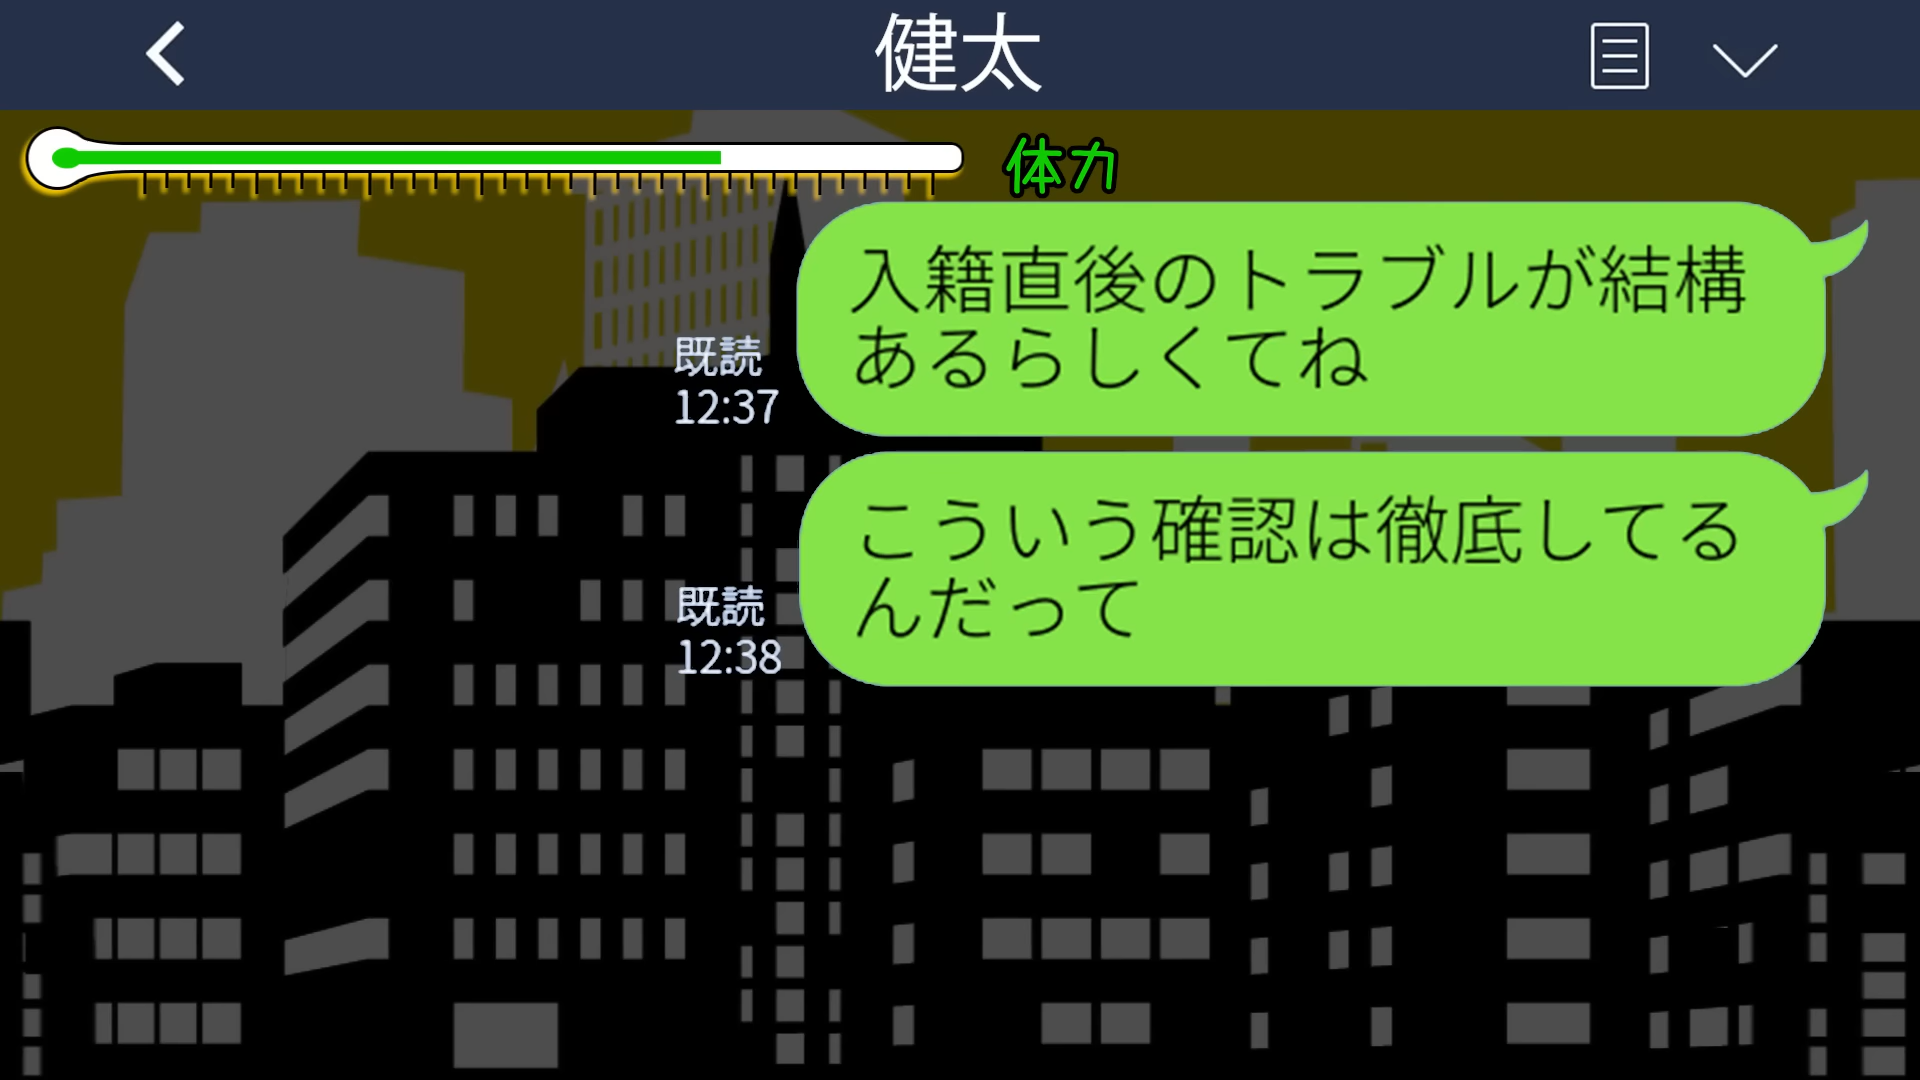 健太
体力
入籍直後のトラブルが結構
あるらしくてね
既読
12:37
こういう確認は徹底してる
んだって
既読
12:38